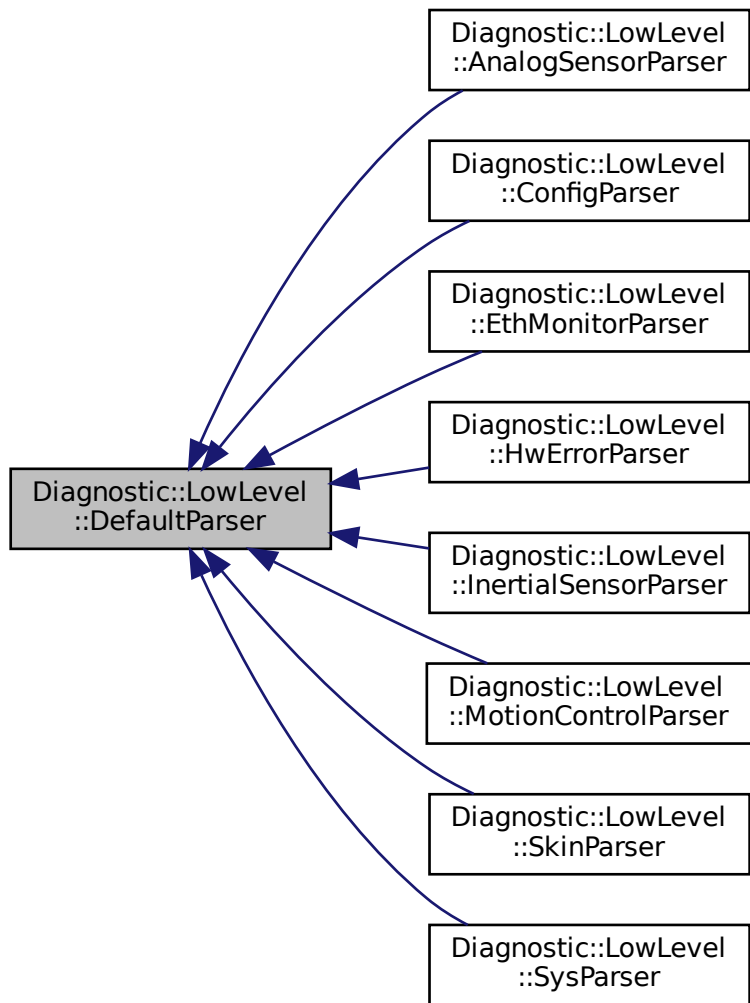 Diagnostic::LowLevel
::AnalogSensorParser
Diagnostic::LowLevel
::ConfigParser
Diagnostic::LowLevel
::EthMonitorParser
Diagnostic::LowLevel
::HwErrorParser
Diagnostic::LowLevel
::DefaultParser
Diagnostic::LowLevel
::InertialSensorParser
Diagnostic::LowLevel
::MotionControlParser
Diagnostic::LowLevel
::SkinParser
Diagnostic::LowLevel
::SysParser